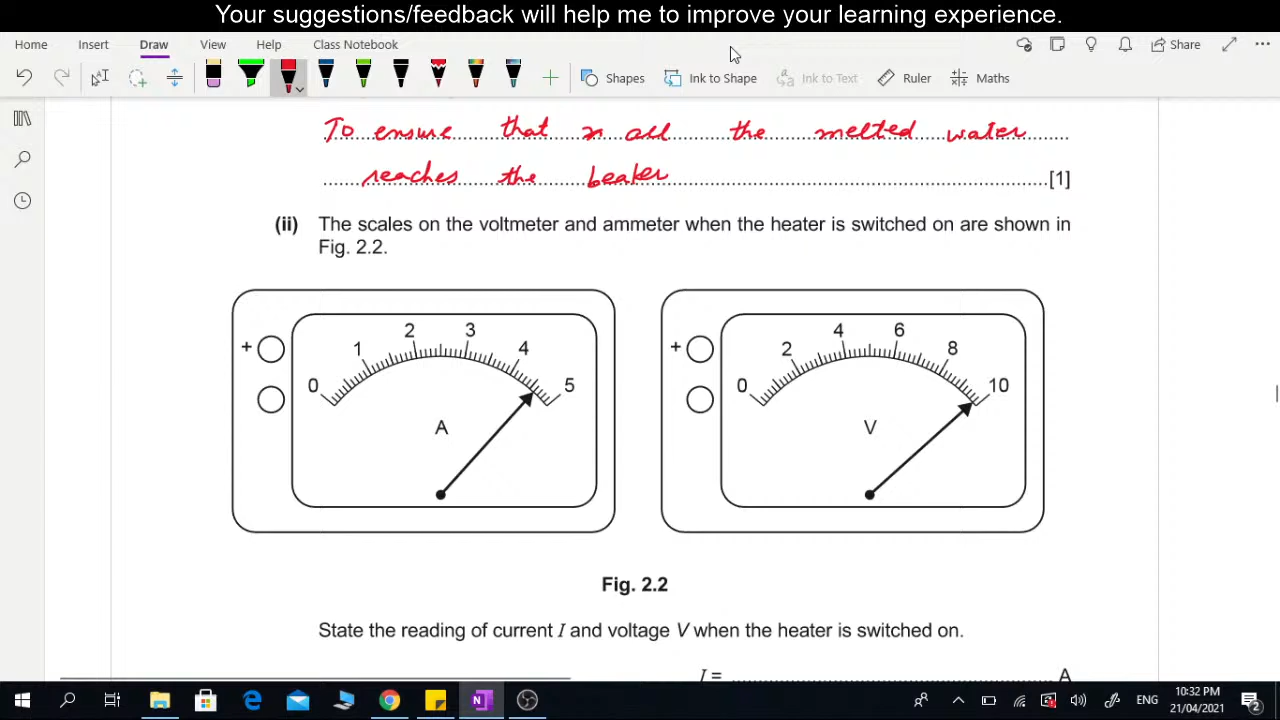 Your suggestions/feedback will help me to improve your learning experience.
Home Insert Draw View Help Class Notebook Share
Shapes Ink to Shape Ink to Text Ruler Maths
To ensure that all the melted water
reaches the beaker [1]
(ii) The scales on the voltmeter and ammeter when the heater is switched on are shown in
Fig. 2.2.
0 1 2 3 4 5
+
A
0 2 4 6 8 10
+
V
Fig. 2.2
State the reading of current I and voltage V when the heater is switched on.
I = A
ENG
10:32 PM
21/04/2021
2